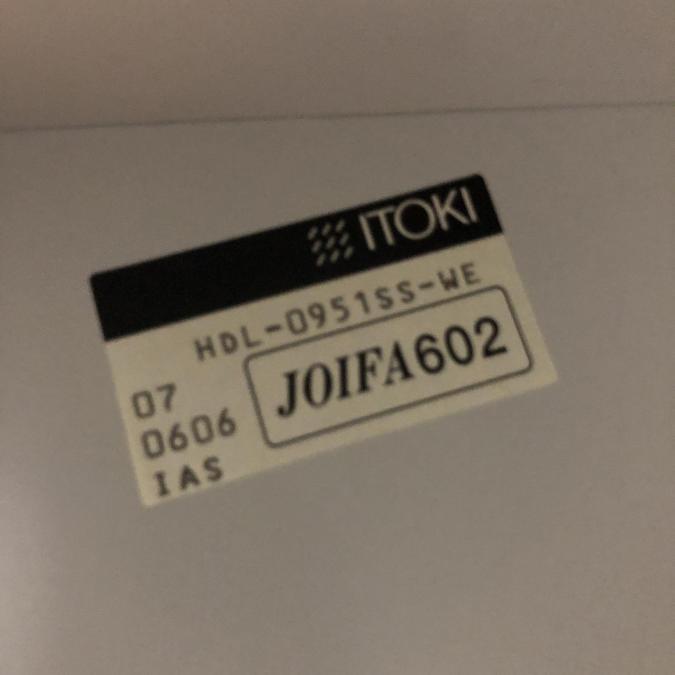 ITOKI
HDL-0951SS-WE
07
0606
IAS
JOIFA602